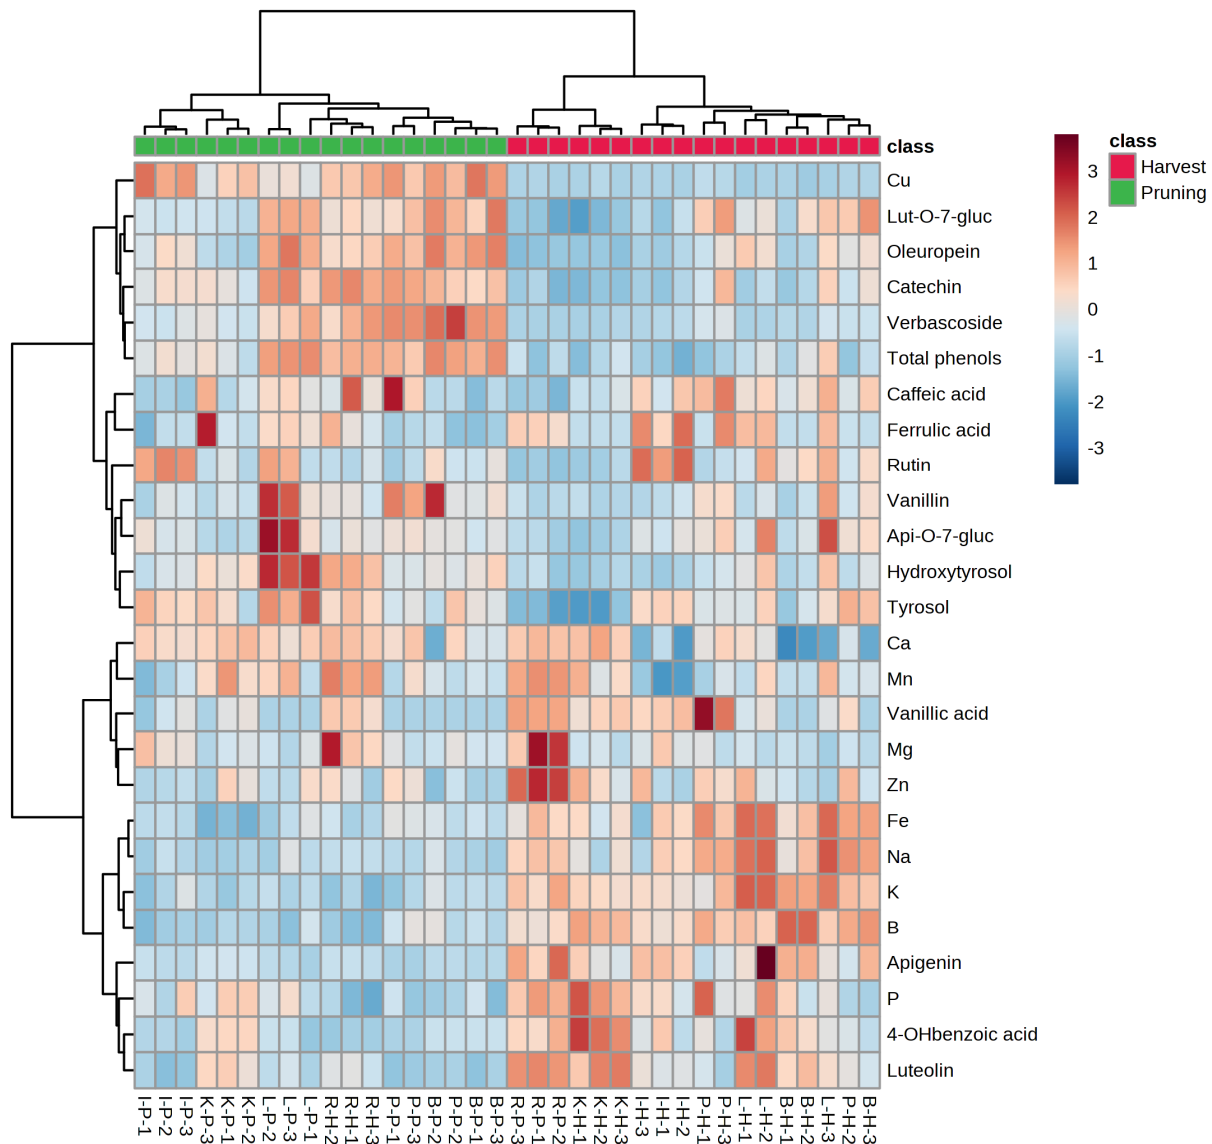 class
Cu
Lut-O-7-gluc
Oleuropein
Catechin
Verbascoside
Total phenols
Caffeic acid
Ferrulic acid
Rutin
Vanillin
Api-O-7-gluc
Hydroxytyrosol
Tyrosol
Ca
Mn
Vanillic acid
Mg
Zn
Fe
Na
K
B
Apigenin
P
4-OHbenzoic acid
Luteolin
3
2
1
0
-1
-2
-3
class
Harvest
Pruning
I-P-1
I-P-2
I-P-3
K-P-3
K-P-1
K-P-2
L-P-2
L-P-3
L-P-1
R-H-2
R-H-1
R-H-3
P-P-1
P-P-3
B-P-2
P-P-2
B-P-1
B-P-3
R-P-3
R-P-1
R-P-2
K-H-1
K-H-2
K-H-3
I-H-3
I-H-1
I-H-2
P-H-1
P-H-3
L-H-1
L-H-2
B-H-1
B-H-2
L-H-3
P-H-2
B-H-3